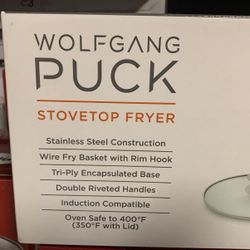 WOLFGANG
PUCK
STOVETOP FRYER
Stainless Steel Construction
Wire Fry Basket with Rim Hook
Tri-Ply Encapsulated Base
Double Riveted Handles
Induction Compatible
Oven Safe to 400°F
(350°F with Lid)